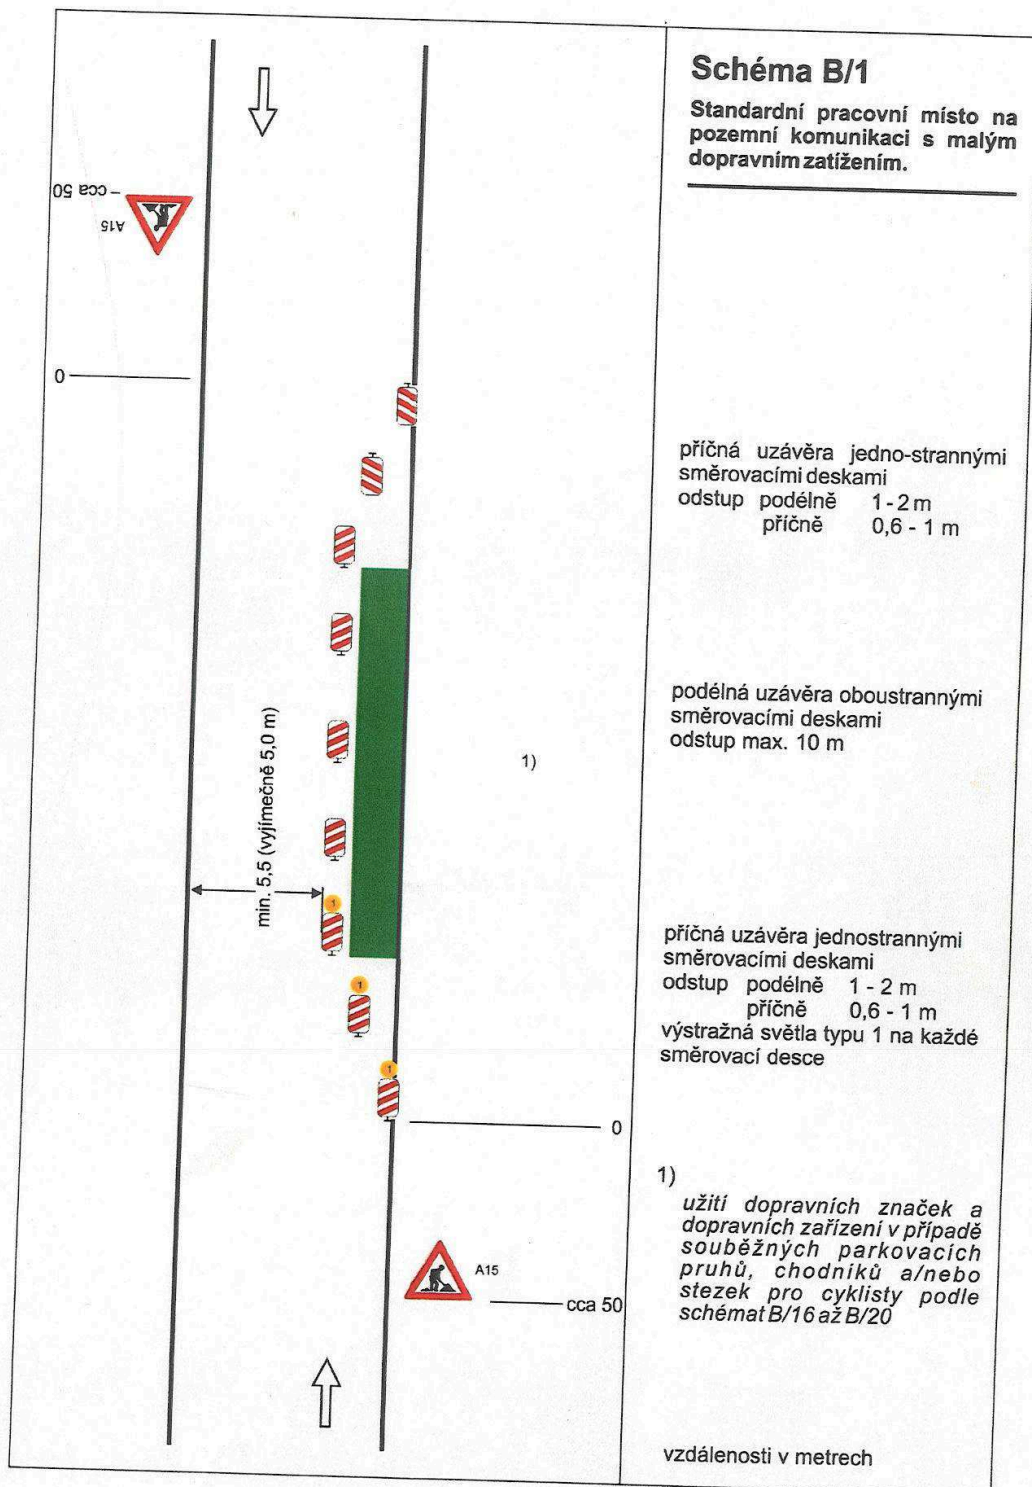 Schéma B/1
Standardní pracovní místo na
pozemní komunikaci s malým
dopravním zatížením.
cca 50
A15
0
příčná uzávěra jedno-strannými
směrovacími deskami
odstup podélně 1 - 2 m
příčně 0,6 - 1 m
podélná uzávěra oboustrannými
směrovacími deskami
odstup max. 10 m
1)
min. 5,5 (vyjímečně 5,0 m)
1
1
1
příčná uzávěra jednostrannými
směrovacími deskami
odstup podélně 1 - 2 m
příčně 0,6 - 1 m
výstražná světla typu 1 na každé
směrovací desce
0
1)
užití dopravních značek a
dopravních zařízení v případě
souběžných parkovacích
pruhů, chodníků a/nebo
stezek pro cyklisty podle
schémat B/16 až B/20
A15
cca 50
vzdálenosti v metrech